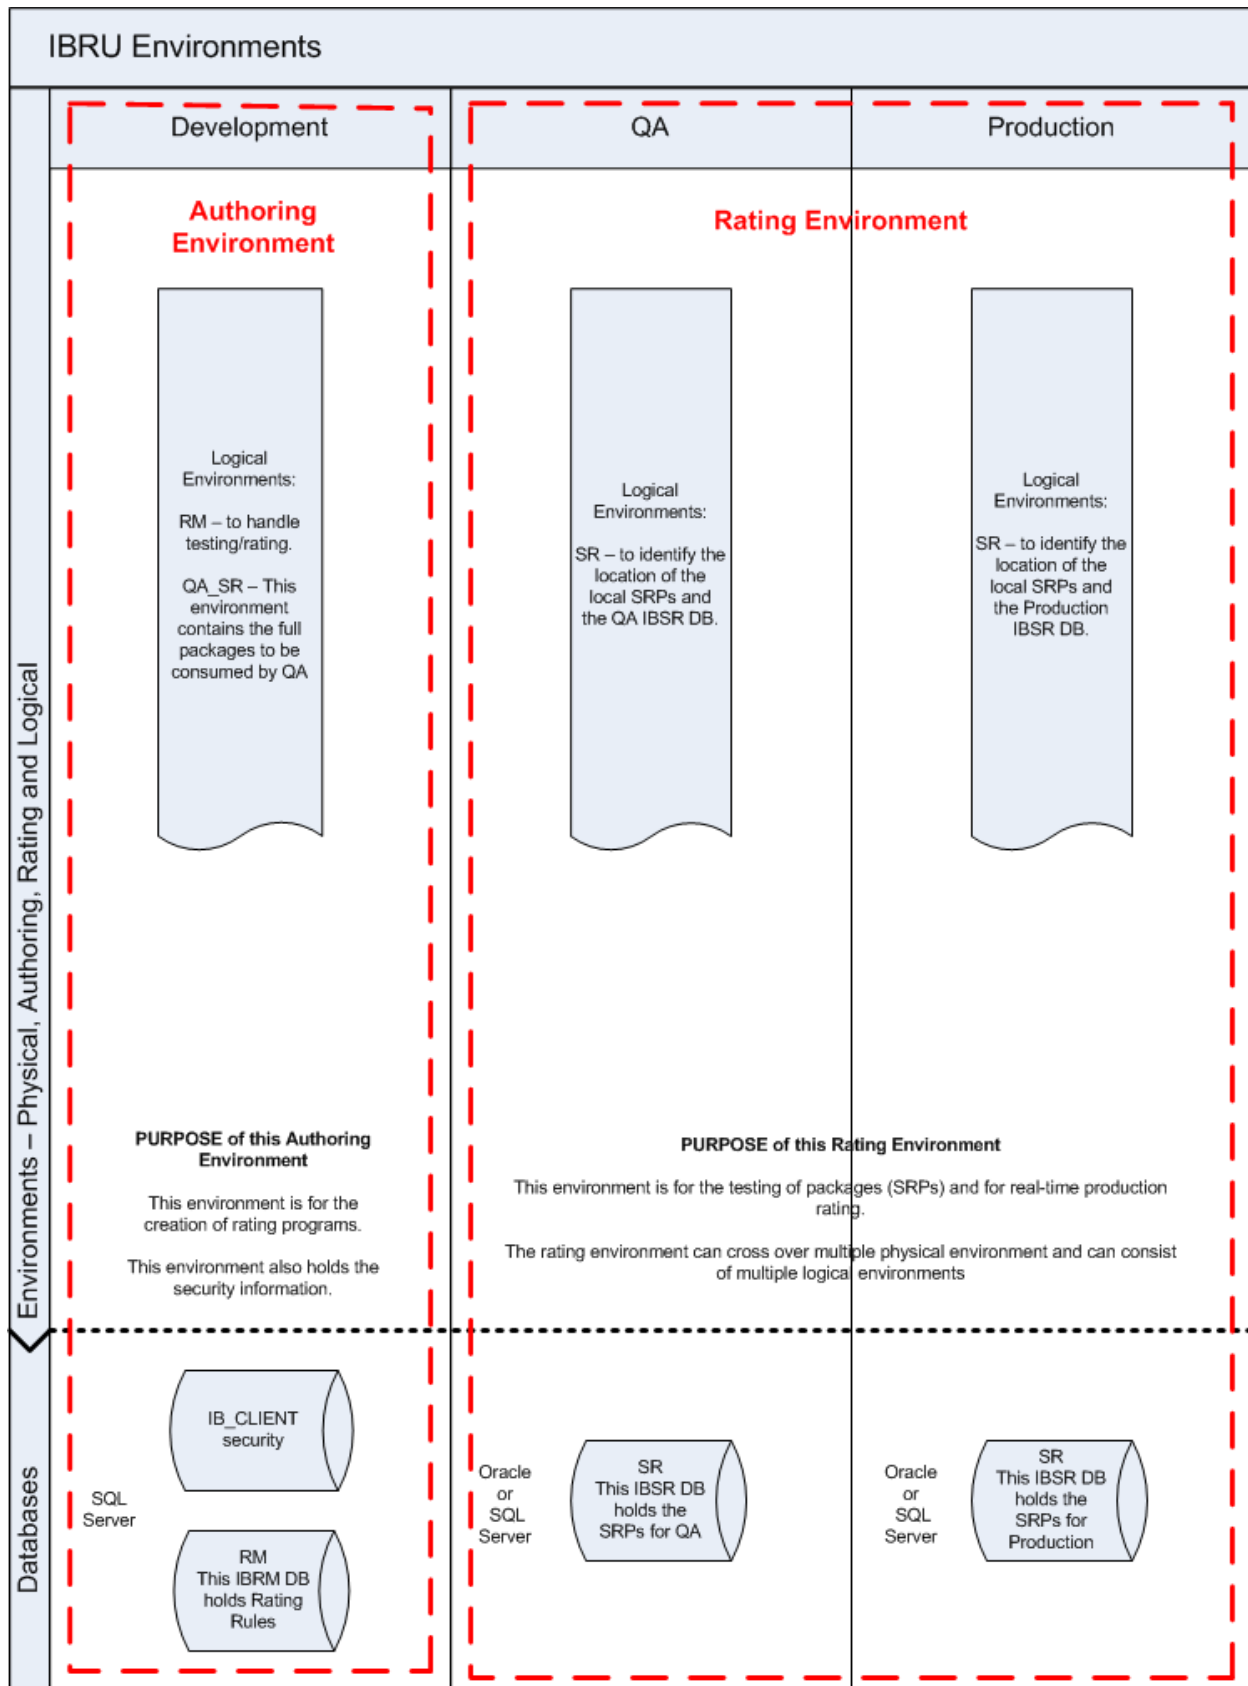 IBRU Environments
Development
QA
Production
Environments – Physical, Authoring, Rating and Logical
Authoring
Environment
Rating Environment
Logical
Environments:
RM – to handle
testing/rating.
QA_SR – This
environment
contains the full
packages to be
consumed by QA
Logical
Environments:
SR – to identify the
location of the
local SRPs and
the QA IBSR DB.
Logical
Environments:
SR – to identify the
location of the
local SRPs and
the Production
IBSR DB.
PURPOSE of this Authoring
Environment
This environment is for the
creation of rating programs.
This environment also holds the
security information.
PURPOSE of this Rating Environment
This environment is for the testing of packages (SRPs) and for real-time production
rating.
The rating environment can cross over multiple physical environment and can consist
of multiple logical environments
Databases
SQL
Server
IB_CLIENT
security
RM
This IBRM DB
holds Rating
Rules
Oracle
or
SQL
Server
SR
This IBSR DB
holds the
SRPs for QA
Oracle
or
SQL
Server
SR
This IBSR DB
holds the
SRPs for
Production